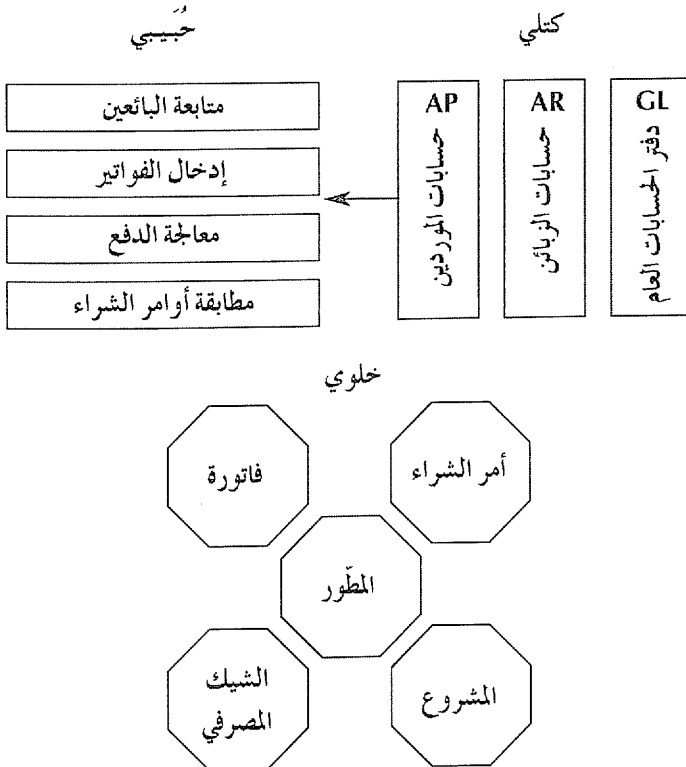 كتلي
حُبَيبي
GL
دفتر الحسابات العام
AR
حسابات الزبائن
AP
حسابات الموردين
متابعة البائعين
إدخال الفواتير
معالجة الدفع
مطابقة أوامر الشراء
خلوي
أمر الشراء
فاتورة
المطّور
المشروع
الشيك
المصرفي